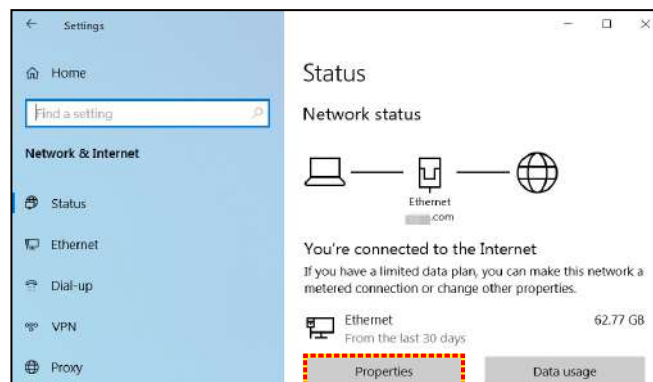 Settings
Home
Find a setting
Network & Internet
Status
Ethernet
Dial-up
VPN
Proxy
Status
Network status
Ethernet
.com
You're connected to the Internet
If you have a limited data plan, you can make this network a
metered connection or change other properties.
Ethernet
62.77 GB
From the last 30 days
Properties
Data usage